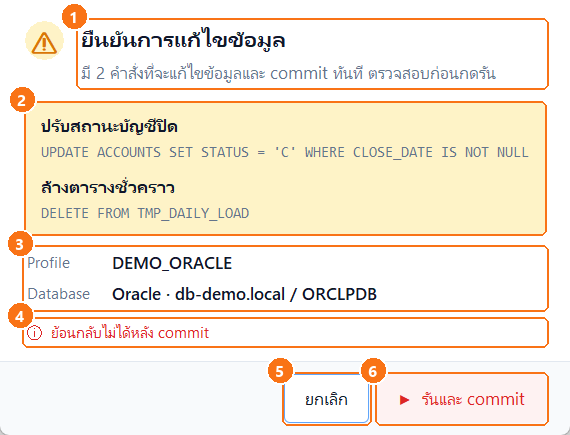 1
ยืนยันการแก้ไขข้อมูล
มี 2 คำสั่งที่จะแก้ไขข้อมูลและ commit ทันที ตรวจสอบก่อนกดรัน
2
ปรับสถานะบัญชีปิด
UPDATE ACCOUNTS SET STATUS = 'C' WHERE CLOSE_DATE IS NOT NULL
ล้างตารางชั่วคราว
DELETE FROM TMP_DAILY_LOAD
3
Profile DEMO_ORACLE
Database Oracle · db-demo.local / ORCLPDB
4
ย้อนกลับไม่ได้หลัง commit
5 6
ยกเลิก ▶ รันและ commit